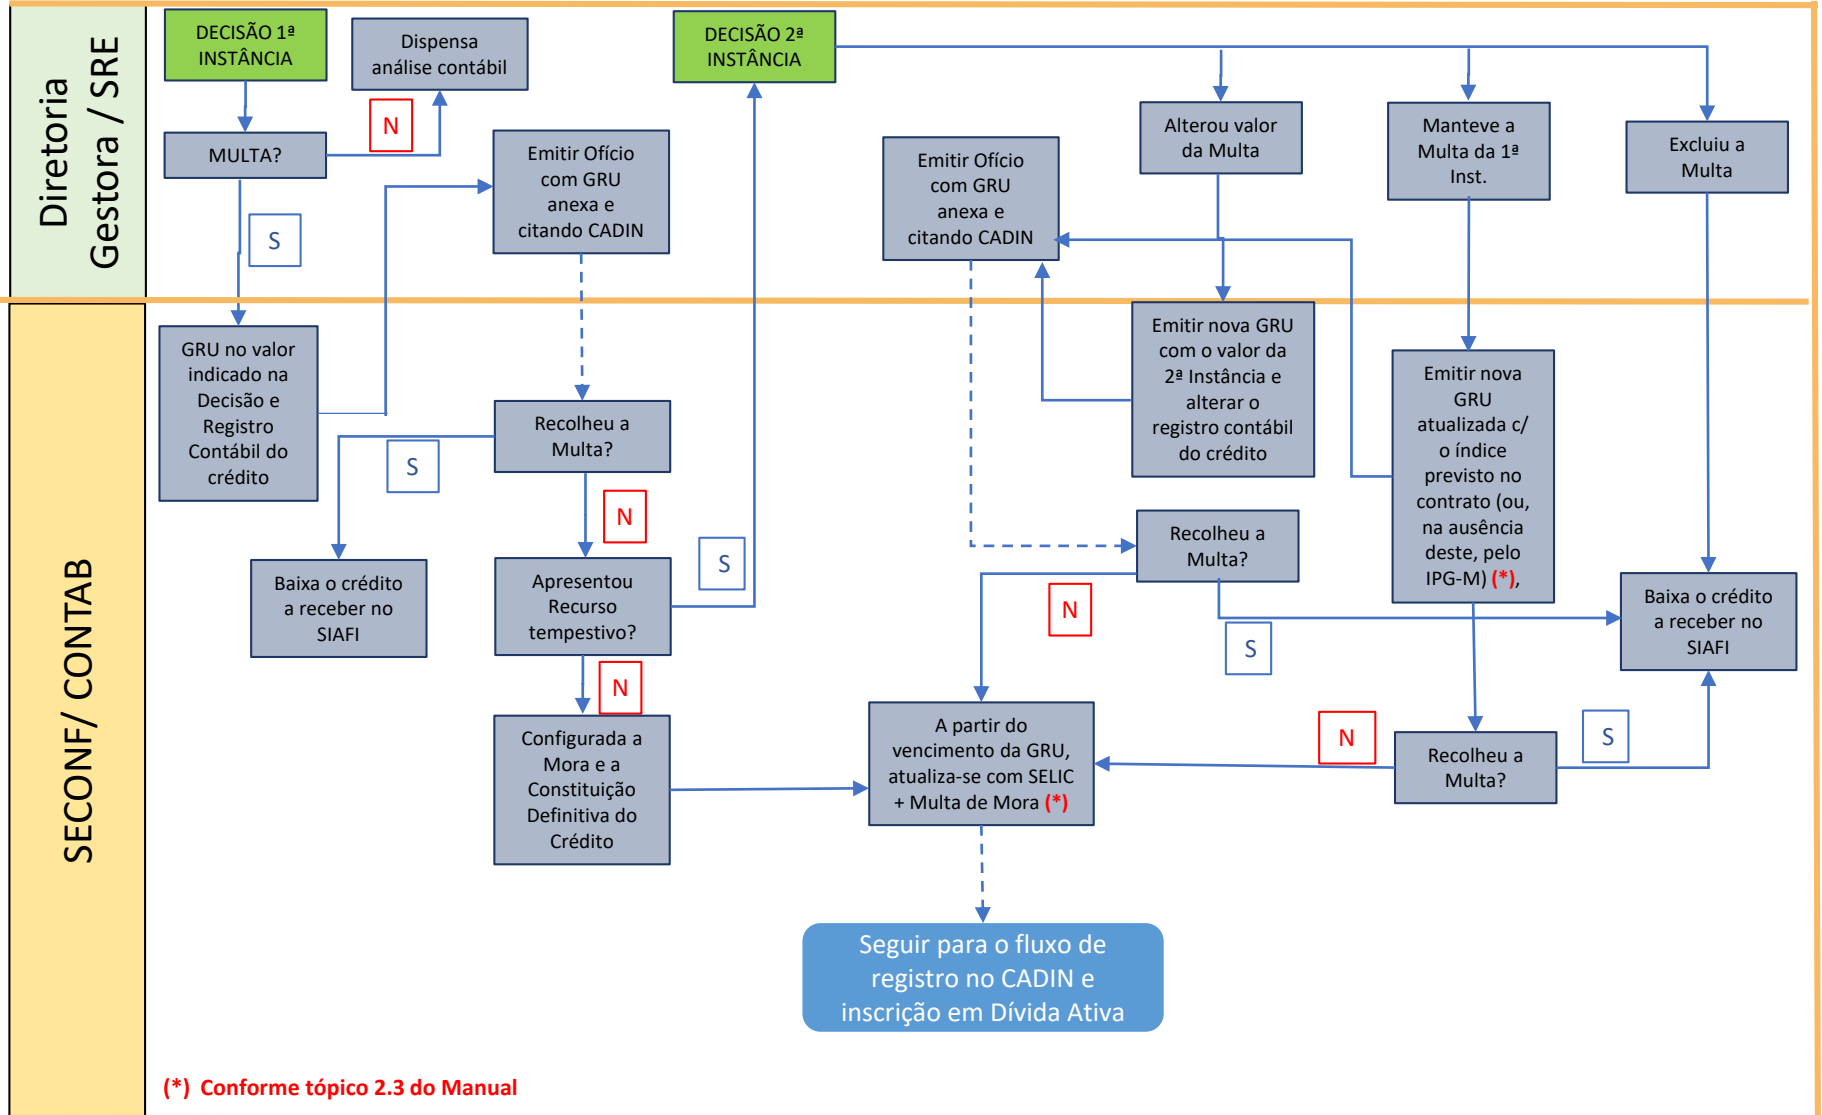 Diretoria
Gestora / SRE
DECISÃO 1ª
INSTÂNCIA
Dispensa
análise contábil
N
MULTA?
S
Emitir Ofício
com GRU
anexa e
citando CADIN
DECISÃO 2ª
INSTÂNCIA
Emitir Ofício
com GRU
anexa e
citando CADIN
Alterou valor
da Multa
Manteve a
Multa da 1ª
Inst.
Excluiu a
Multa
SECONF/ CONTAB
GRU no valor
indicado na
Decisão e
Registro
Contábil do
crédito
Recolheu a
Multa?
S
N
Baixa o crédito
a receber no
SIAFI
Apresentou
Recurso
tempestivo?
S
N
Configurada a
Mora e a
Constituição
Definitiva do
Crédito
Emitir nova GRU
com o valor da
2ª Instância e
alterar o
registro contábil
do crédito
Emitir nova
GRU
atualizada c/
o índice
previsto no
contrato (ou,
na ausência
deste, pelo
IPG-M) (*),
Recolheu a
Multa?
N
S
Baixa o crédito
a receber no
SIAFI
A partir do
vencimento da GRU,
atualiza-se com SELIC
+ Multa de Mora (*)
N
Recolheu a
Multa?
S
Seguir para o fluxo de
registro no CADIN e
inscrição em Dívida Ativa
(*) Conforme tópico 2.3 do Manual